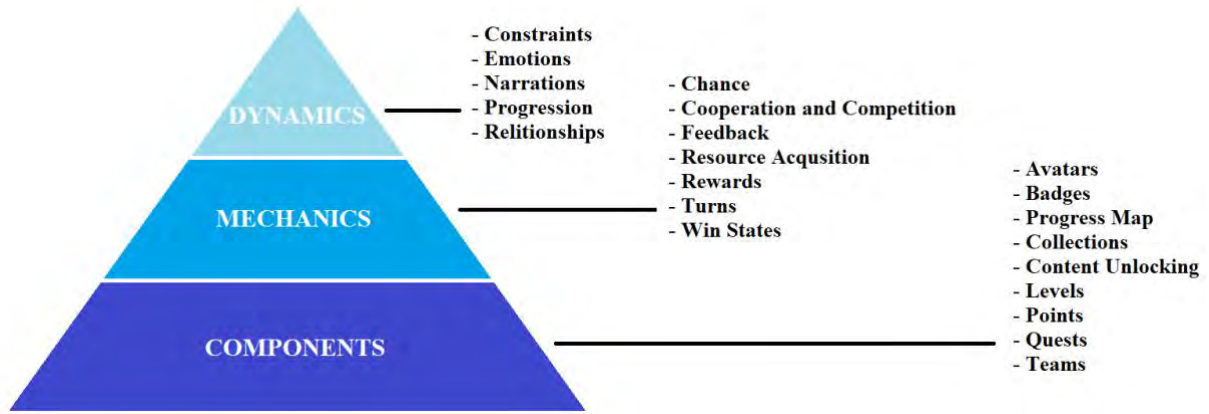 DYNAMICS
- Constraints
- Emotions
- Narrations
- Progression
- Relitionships
MECHANICS
- Chance
- Cooperation and Competition
- Feedback
- Resource Acqusition
- Rewards
- Turns
- Win States
COMPONENTS
- Avatars
- Badges
- Progress Map
- Collections
- Content Unlocking
- Levels
- Points
- Quests
- Teams